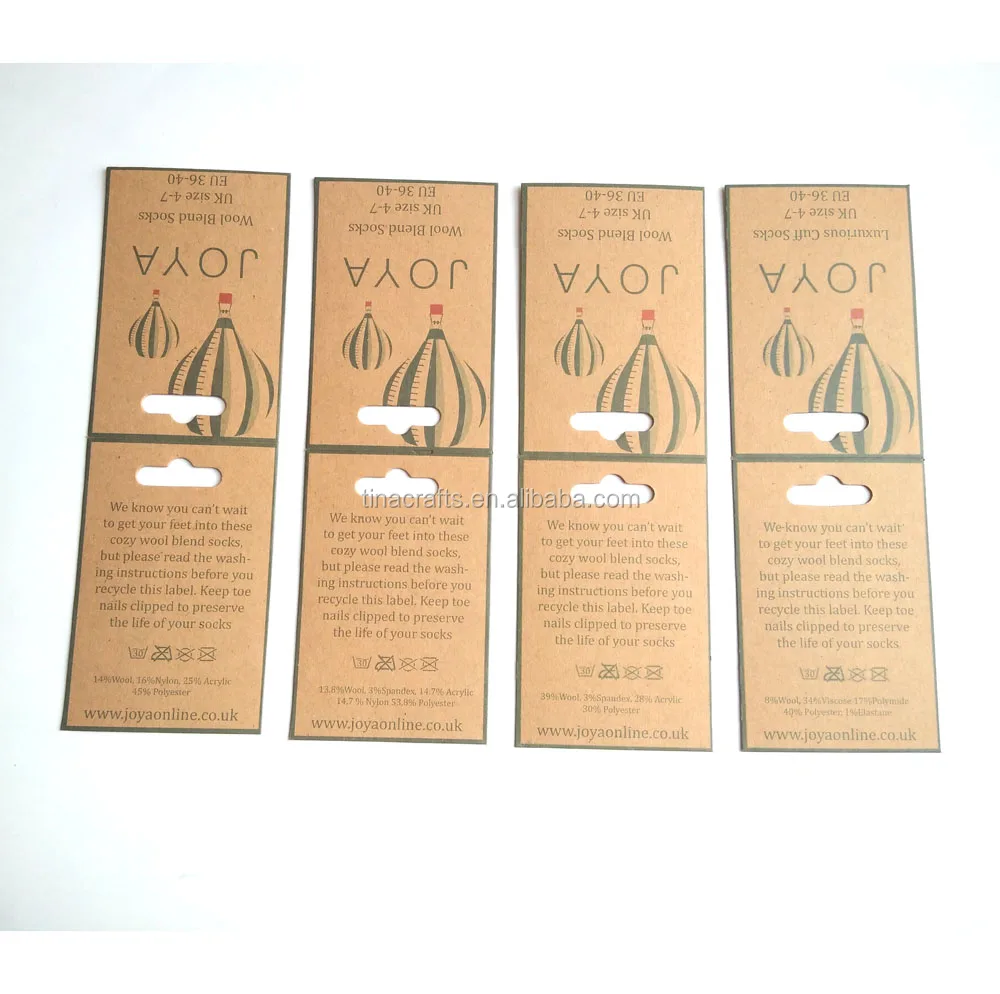 EU 36-40
UK size 4-7
Wool Blend Socks
JOYA
We know you can't wait
to get your feet into these
cozy wool blend socks,
but please read the wash-
ing instructions before you
recycle this label. Keep toe
nails clipped to preserve
the life of your socks
30
14%Wool, 16%Nylon, 25% Acrylic
45% Polyester
www.joyaonline.co.uk
EU 36-40
UK size 4-7
Wool Blend Socks
JOYA
We know you can't wait
to get your feet into these
cozy wool blend socks,
but please read the wash-
ing instructions before you
recycle this label. Keep toe
nails clipped to preserve
the life of your socks
30
13.8%Wool, 3%Spandex, 14.7% Acrylic
14.7 % Nylon 53.8% Polyester
www.joyaonline.co.uk
EU 36-40
UK size 4-7
Wool Blend Socks
JOYA
We know you can't wait
to get your feet into these
cozy wool blend socks,
but please read the wash-
ing instructions before you
recycle this label. Keep toe
nails clipped to preserve
the life of your socks
30
39%Wool, 3%Spandex, 28% Acrylic
30% Polyester
www.joyaonline.co.uk
EU 36-40
UK size 4-7
Luxurious Cuff Socks
JOYA
We know you can't wait
to get your feet into these
cozy wool blend socks,
but please read the wash-
ing instructions before you
recycle this label. Keep toe
nails clipped to preserve
the life of your socks
30
8%Wool, 34%Viscose 17%Polymide
40% Polyester, 1%Elastane
www.joyaonline.co.uk
tinacrafts.en.alibaba.com